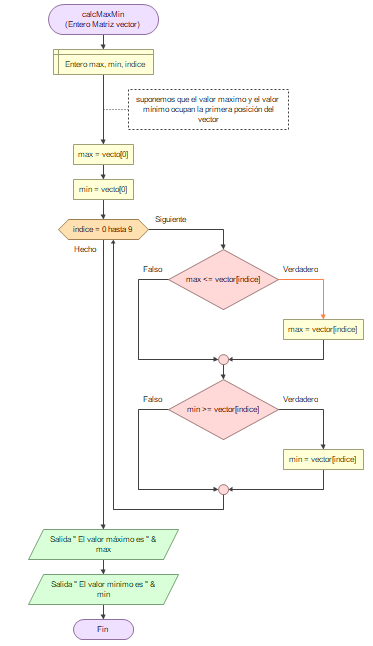 calcMaxMin
(Entero Matriz vector)
Entero max, min, indice
suponemos que el valor maximo y el valor
mínimo ocupan la primera posición del
vector
max = vecto[0]
min = vecto[0]
indice = 0 hasta 9
Siguiente
Hecho
Falso
max <= vector[indice]
Verdadero
max = vector[indice]
Falso
min >= vector[indice]
Verdadero
min = vector[indice]
Salida " El valor máximo es " &
max
Salida " El valor minimo es " &
min
Fin